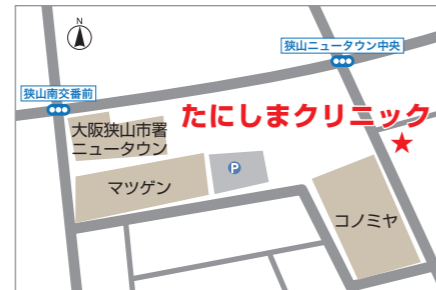 N
狭山ニュータウン中央
狭山南交番前
たにしまクリニック
大阪狭山市署
ニュータウン
マツゲン
P
コノミヤ